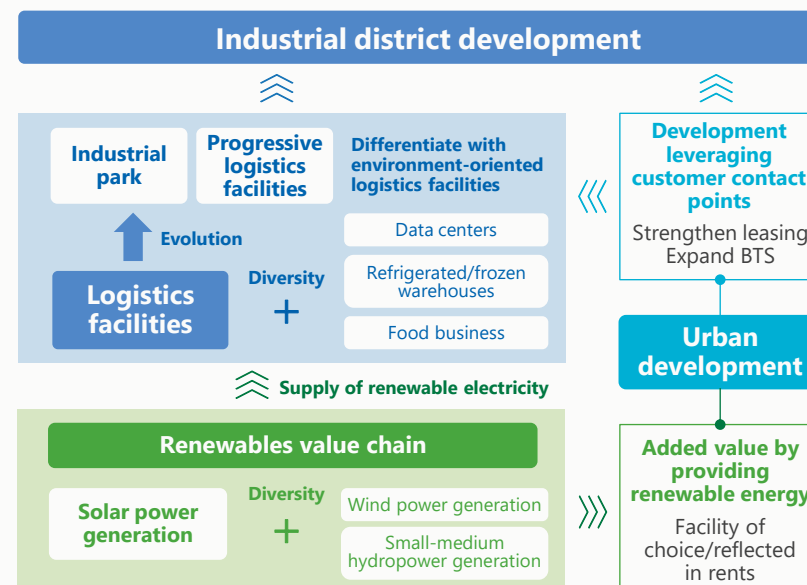 Industrial district development
Industrial
park
Progressive
logistics
facilities
Differentiate with
environment-oriented
logistics facilities
Evolution
Logistics
facilities
Diversity
+
Data centers
Refrigerated/frozen
warehouses
Food business
Development
leveraging
customer contact
points
Strengthen leasing
Expand BTS
Urban
development
Supply of renewable electricity
Renewables value chain
Solar power
generation
Diversity
+
Wind power generation
Small-medium
hydropower generation
Added value by
providing
renewable energy
Facility of
choice/reflected
in rents